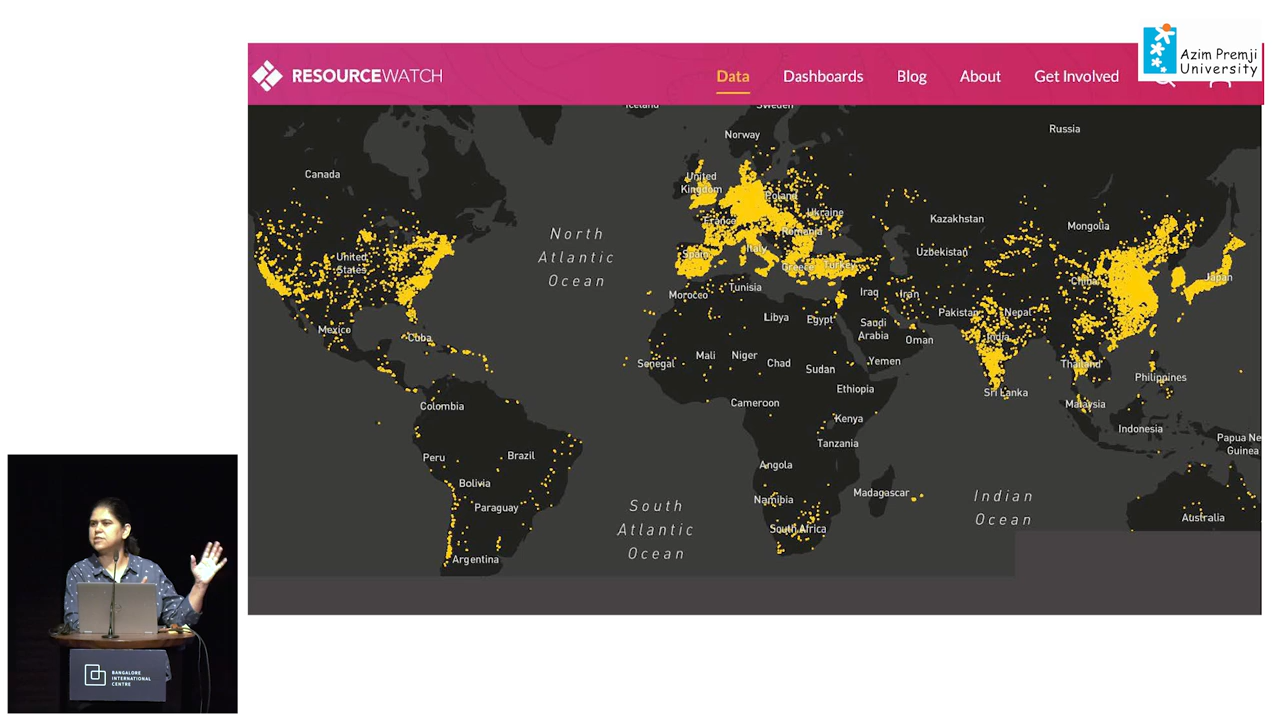 Azim Premji
University
RESOURCEWATCH
Data
Dashboards
Blog
About
Get Involved
Iceland
Sweden
Norway
Russia
Canada
United
Kingdom
Poland
Ukraine
France
Romania
Kazakhstan
Mongolia
North
Atlantic
Ocean
United
States
Spain
Italy
Greece
Turkey
Uzbekistan
China
Japan
Morocco
Tunisia
Iraq
Iran
Pakistan
Nepal
Mexico
Cuba
Libya
Egypt
Saudi
Arabia
Oman
India
Senegal
Mali
Niger
Chad
Sudan
Yemen
Thailand
Philippines
Ethiopia
Sri Lanka
Malaysia
Colombia
Cameroon
Kenya
Tanzania
Indonesia
Papua Ne
Guinea
Peru
Brazil
Bolivia
Paraguay
Argentina
Angola
Namibia
South Africa
Madagascar
South
Atlantic
Ocean
Indian
Ocean
Australia
BANGALORE
INTERNATIONAL
CENTRE